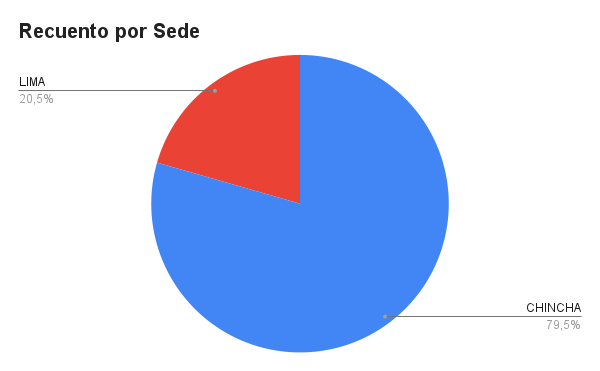 Recuento por Sede
LIMA
20,5%
CHINCHA
79,5%